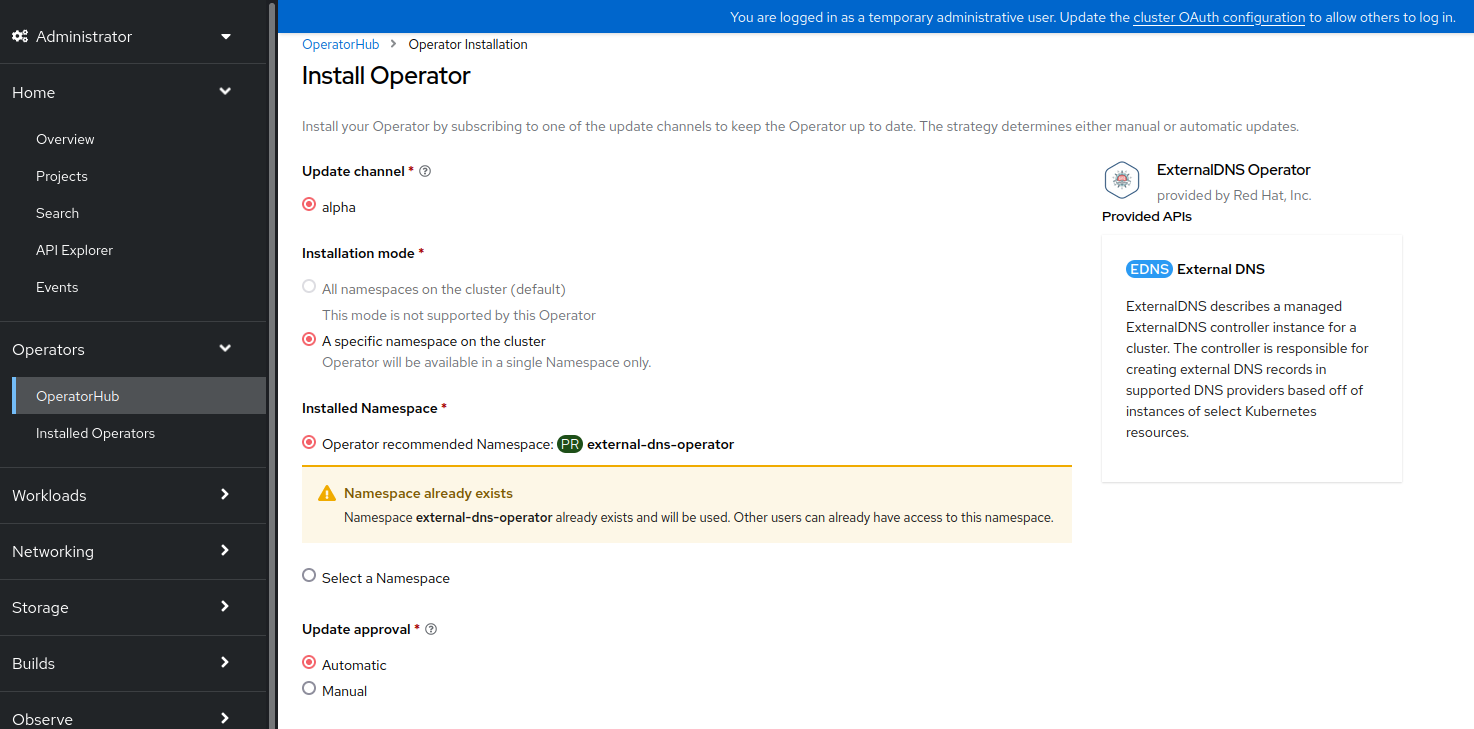 You are logged in as a temporary administrative user. Update the cluster OAuth configuration to allow others to log in.
Administrator
Home
Overview
Projects
Search
API Explorer
Events
Operators
OperatorHub
Installed Operators
Workloads
Networking
Storage
Builds
Observe
OperatorHub > Operator Installation
Install Operator
Install your Operator by subscribing to one of the update channels to keep the Operator up to date. The strategy determines either manual or automatic updates.
Update channel *
alpha
Installation mode *
All namespaces on the cluster (default)
This mode is not supported by this Operator
A specific namespace on the cluster
Operator will be available in a single Namespace only.
Installed Namespace *
Operator recommended Namespace: PR external-dns-operator
Namespace already exists
Namespace external-dns-operator already exists and will be used. Other users can already have access to this namespace.
Select a Namespace
Update approval *
Automatic
Manual
ExternalDNS Operator
provided by Red Hat, Inc.
Provided APIs
EDNS External DNS
ExternalDNS describes a managed
ExternalDNS controller instance for a
cluster. The controller is responsible for
creating external DNS records in
supported DNS providers based off of
instances of select Kubernetes
resources.